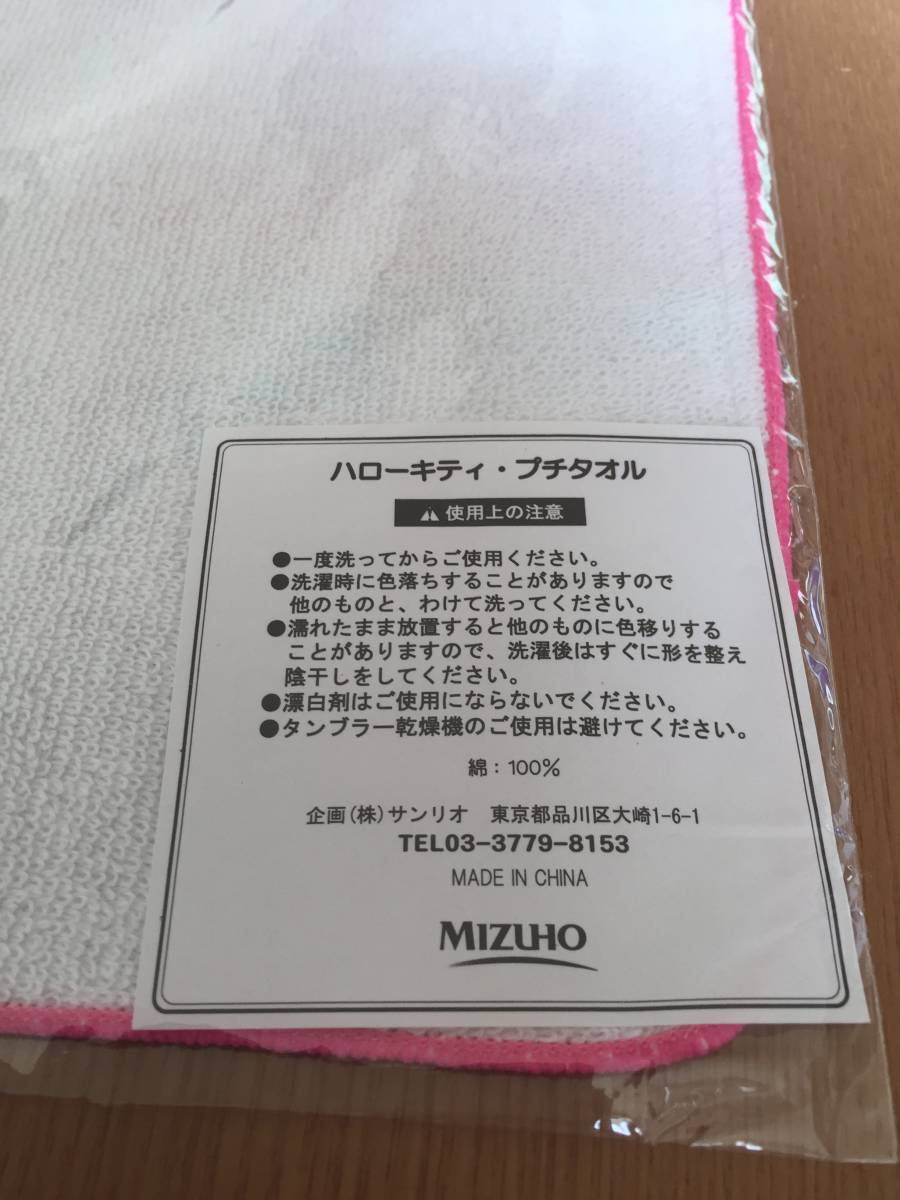 ハローキティ・プチタオル
使用上の注意
●一度洗ってからご使用ください。
●洗濯時に色落ちすることがありますので
他のものと、わけて洗ってください。
●濡れたまま放置すると他のものに色移りする
ことがありますので、洗濯後はすぐに形を整え
陰干しをしてください。
●漂白剤はご使用にならないでください。
●タンブラー乾燥機のご使用は避けてください。
綿：100%
企画(株)サンリオ 東京都品川区大崎1-6-1
TEL03-3779-8153
MADE IN CHINA
MIZUHO